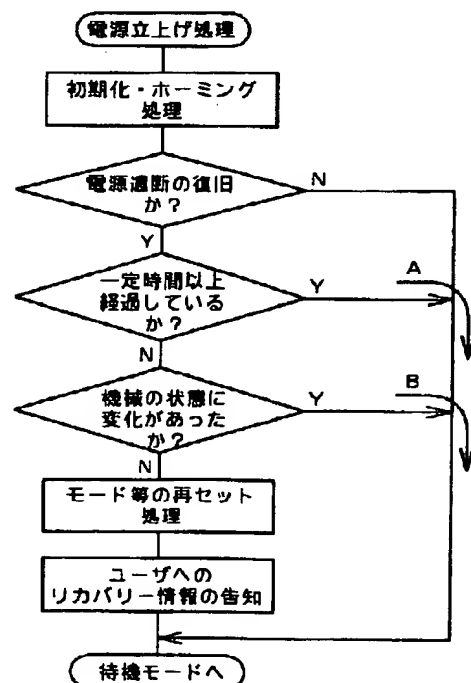 電源立上げ処理
初期化・ホーミング
処理
電源遮断の復旧
か?
N
Y
一定時間以上
経過している
か?
Y
A
N
機械の状態に
変化があった
か?
Y
B
N
モード等の再セット
処理
ユーザへの
リカバリー情報の告知
待機モードへ